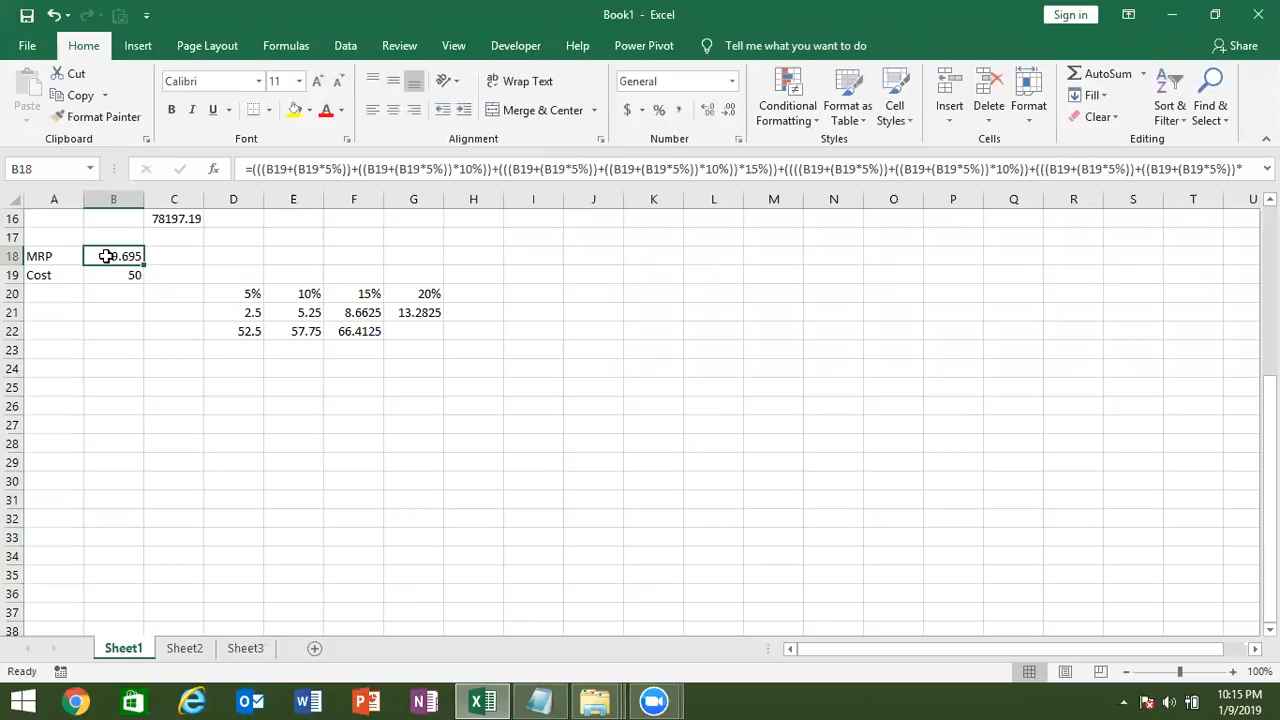 Book1 - Excel
Sign in
File Home Insert Page Layout Formulas Data Review View Developer Help Power Pivot Tell me what you want to do Share
Paste
Cut
Copy
Format Painter
Clipboard
Calibri 11
B I U
Font
Wrap Text
Merge & Center
Alignment
General
$ % ,
Number
Conditional Formatting
Format as Table
Cell Styles
Styles
Insert Delete Format
Cells
AutoSum
Fill
Clear
Sort & Filter
Find & Select
Editing
B18 fx =(((B19+(B19*5%))+((B19+(B19*5%))*10%))+(((B19+(B19*5%))+((B19+(B19*5%))*10%))*15%))+((((B19+(B19*5%))+((B19+(B19*5%))*10%))+(((B19+(B19*5%))+((B19+(B19*5%))*
A B C D E F G H I J K L M N O P Q R S T U
16 78197.19
17
18 MRP 9.695
19 Cost 50
20 5% 10% 15% 20%
21 2.5 5.25 8.6625 13.2825
22 52.5 57.75 66.4125
23
24
25
26
27
28
29
30
31
32
33
34
35
36
37
38
Sheet1 Sheet2 Sheet3
Ready 100%
10:15 PM
1/9/2019